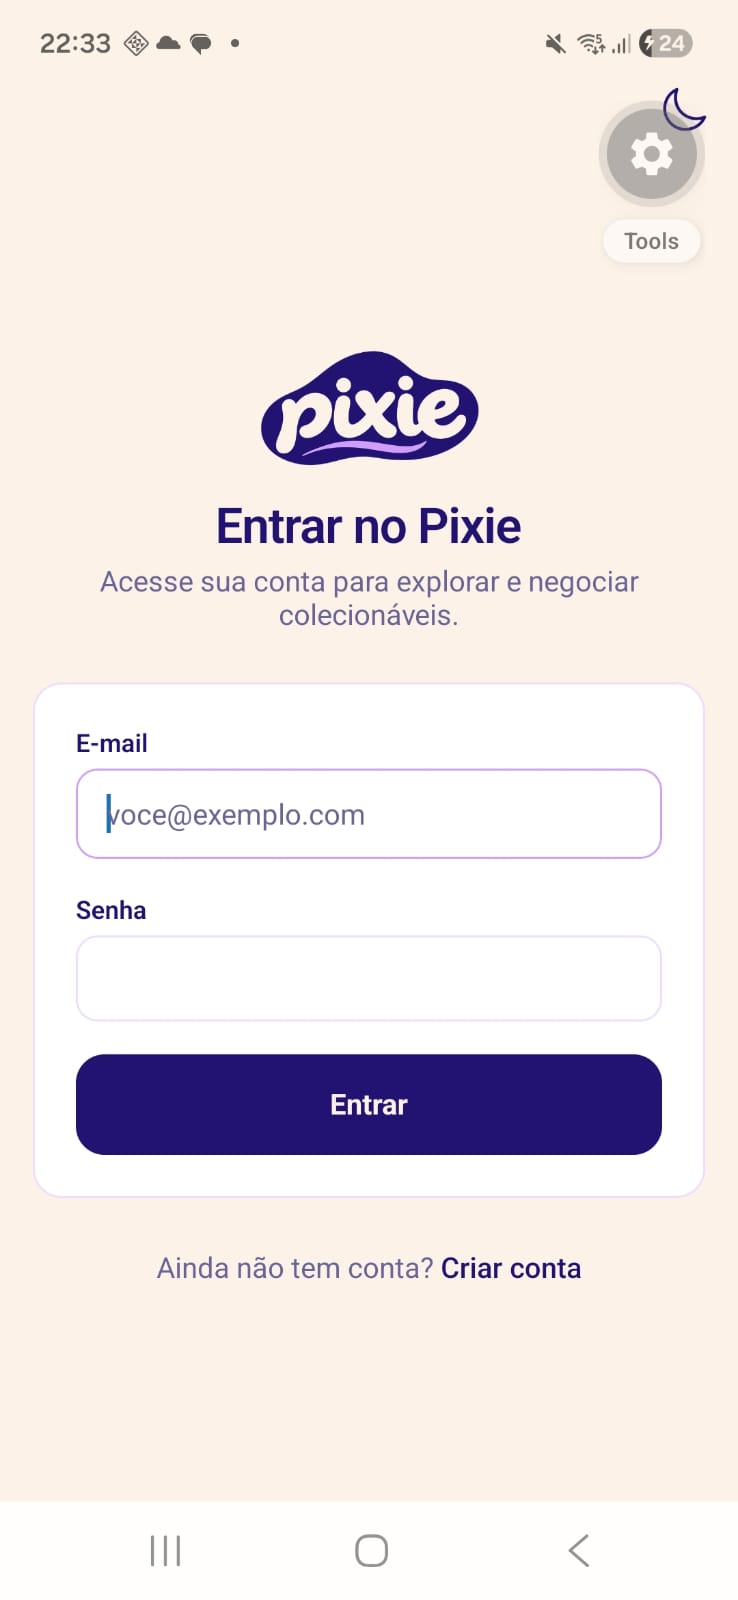 22:33
5
24
Tools
pixie
Entrar no Pixie
Acesse sua conta para explorar e negociar
colecionáveis.
E-mail
voce@exemplo.com
Senha
Entrar
Ainda não tem conta? Criar conta